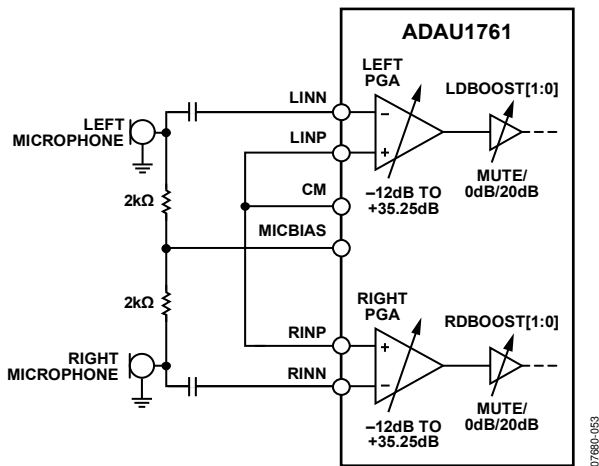 ADAU1761
LEFT
PGA
LDBOOST[1:0]
LINN
LEFT
MICROPHONE
LINP
–
+
CM
MUTE/
0dB/20dB
–12dB TO
+35.25dB
2kΩ
MICBIAS
2kΩ
RIGHT
PGA
RDBOOST[1:0]
RINP
+
RIGHT
MICROPHONE
RINN
–
MUTE/
0dB/20dB
–12dB TO
+35.25dB
07680-053